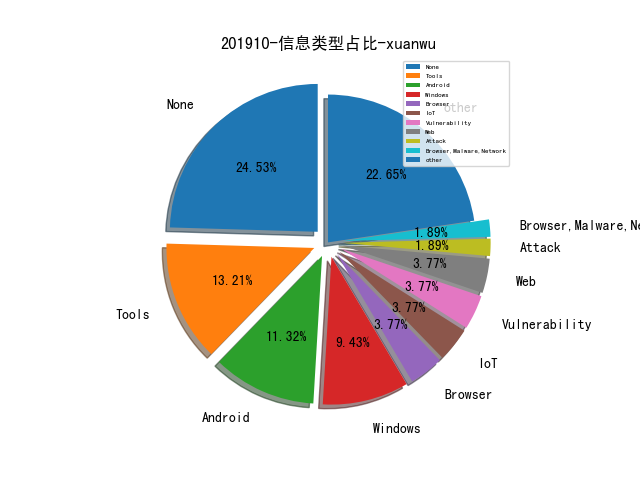 201910-信息类型占比-xuanwu
None
Tools
Android
Windows
Browser
IoT
Vulnerability
Web
Attack
Browser,Malware,Network
other
other
None
24.53%
22.65%
Browser,Malware,Ne
1.89%
Attack
1.89%
Web
3.77%
Vulnerability
3.77%
IoT
3.77%
Browser
3.77%
Windows
9.43%
Android
11.32%
Tools
13.21%